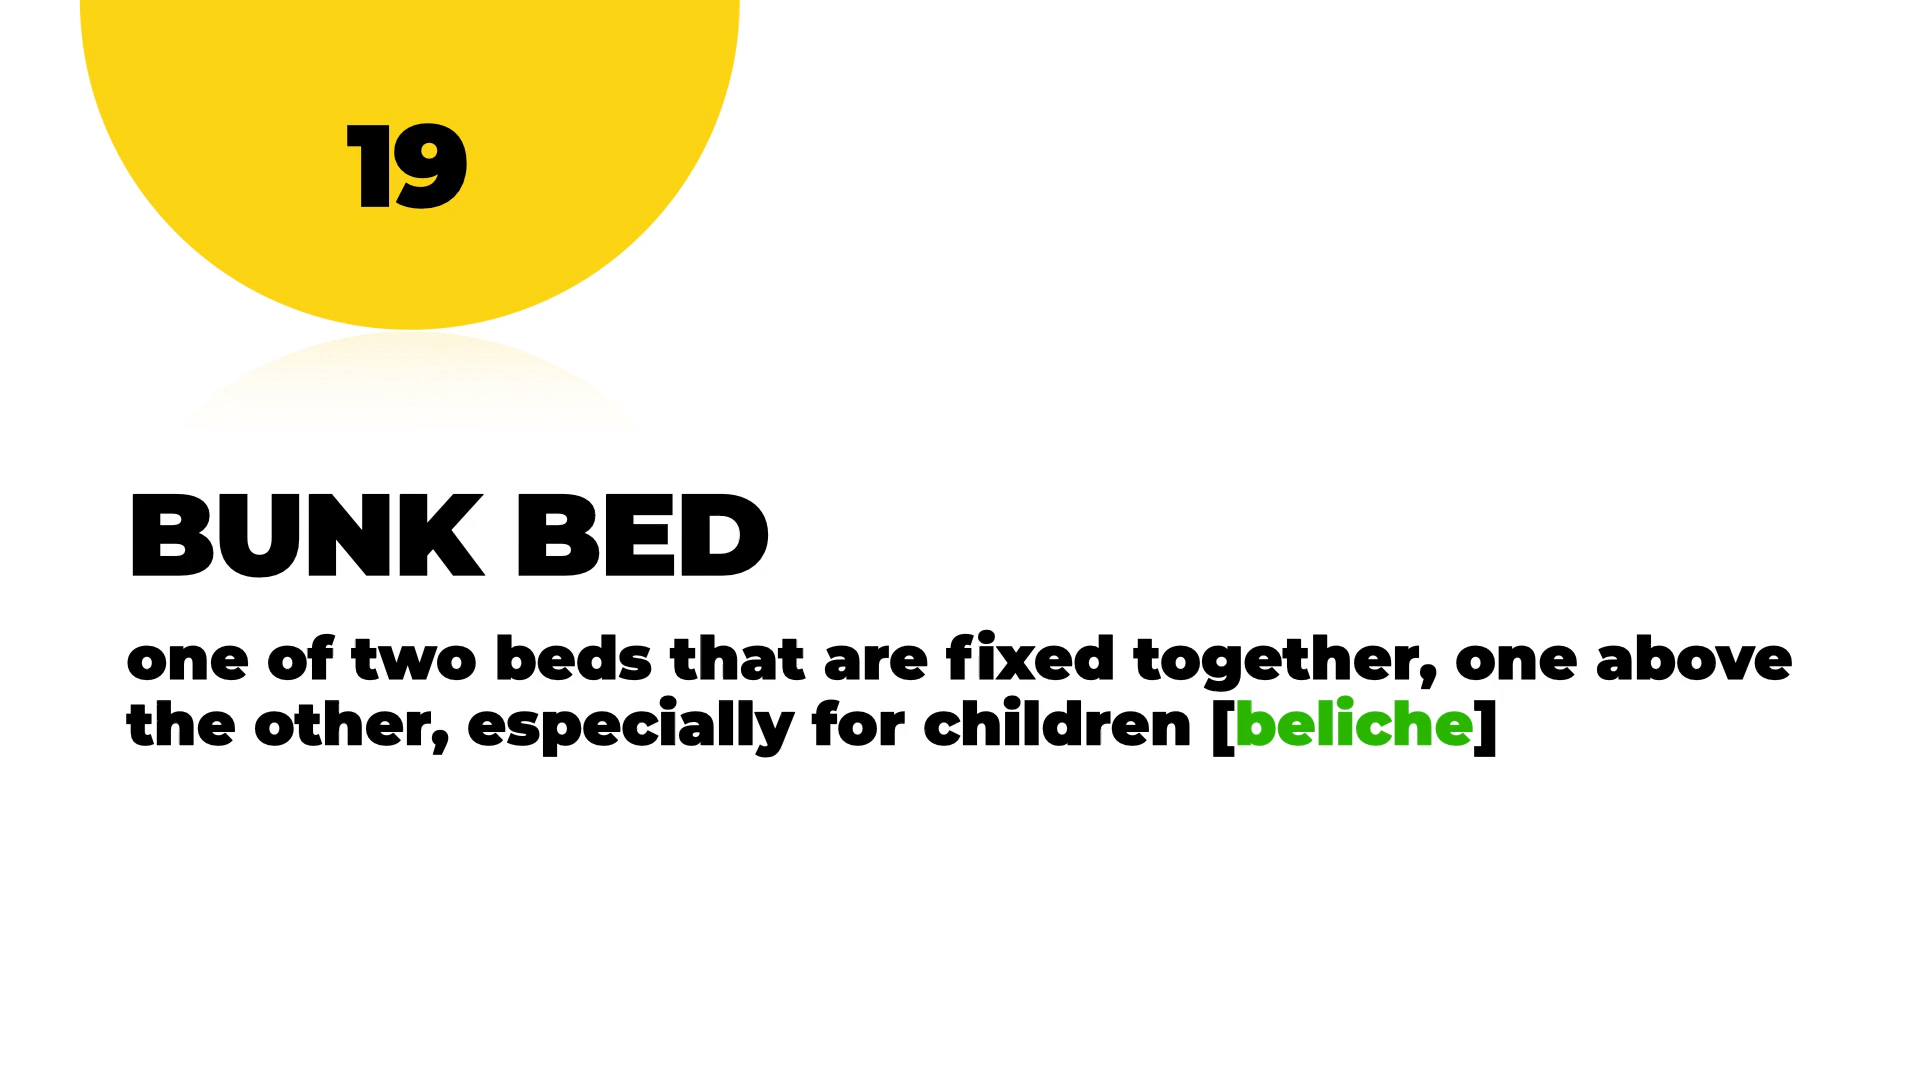 19
BUNK BED
one of two beds that are fixed together, one above
the other, especially for children [beliche]